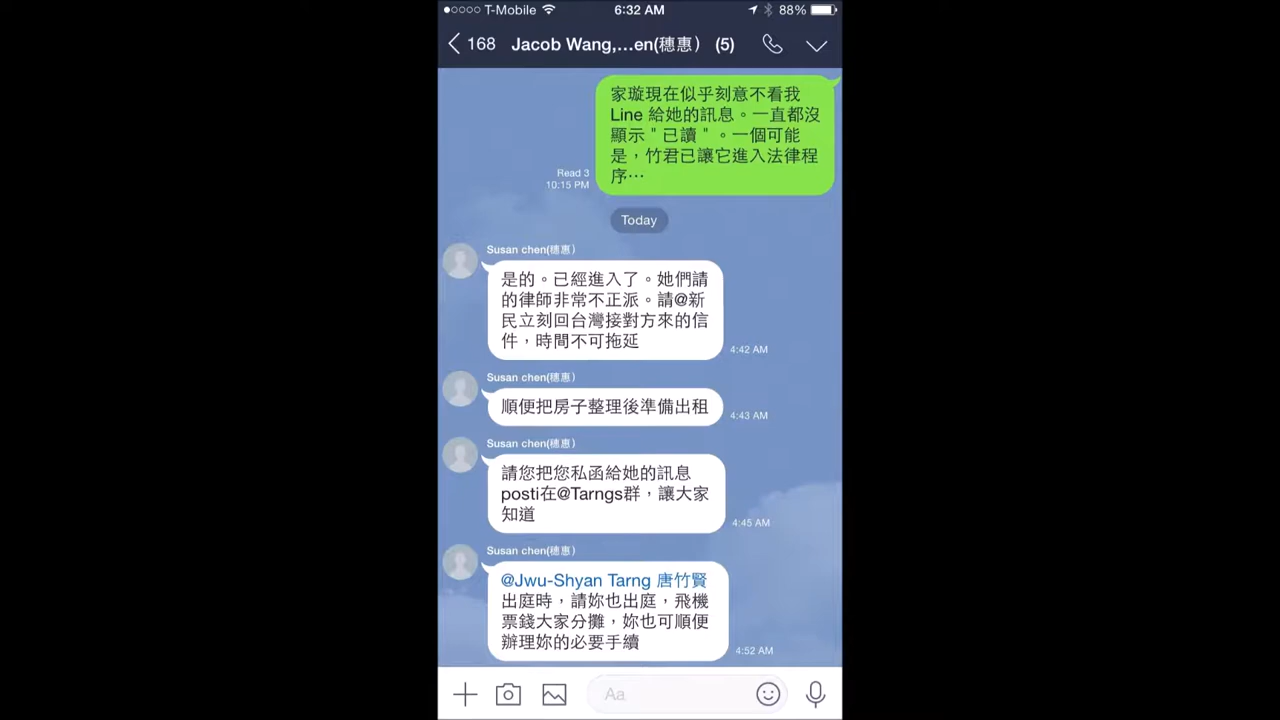 T-Mobile 6:32 AM 88%
168 Jacob Wang,...en(穗惠) (5)
家璇現在似乎刻意不看我
Line 給她的訊息。一直都沒
顯示 " 已讀 " 。一個可能
是，竹君已讓它進入法律程
序⋯
Read 3
10:15 PM
Today
Susan chen(穗惠)
是的。已經進入了。她們請
的律師非常不正派。請@新
民立刻回台灣接對方來的信
件，時間不可拖延
4:42 AM
Susan chen(穗惠)
順便把房子整理後準備出租
4:43 AM
Susan chen(穗惠)
請您把您私函給她的訊息
posti在@Tarngs群，讓大家
知道
4:45 AM
Susan chen(穗惠)
@Jwu-Shyan Tarng 唐竹賢
出庭時，請妳也出庭，飛機
票錢大家分攤，妳也可順便
辦理妳的必要手續
4:52 AM
Aa